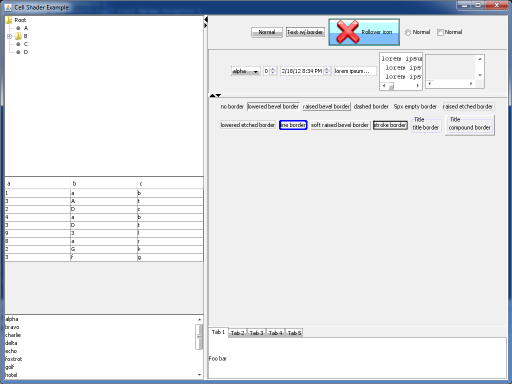 Cell Shader Example
Root
A
B
C
D
Normal Text w/ border Rollover icon Normal Normal
alpha 0 2/18/12 8:34 PM lorem ipsum...
lorem ipsu
lorem ips
lorem ips
no border lowered bevel border raised bevel border dashed border 5px empty border raised etched border
lowered etched border line border soft raised bevel border stroke border Title title border Title compound border
a b c
1 a b
3 A t
2 D c
4 a b
3 D t
9 3 l
8 a r
2 G k
3 f g
alpha
bravo
charlie
delta
echo
foxtrot
golf
hotel
Tab 1 Tab 2 Tab 3 Tab 4 Tab 5
Foo bar